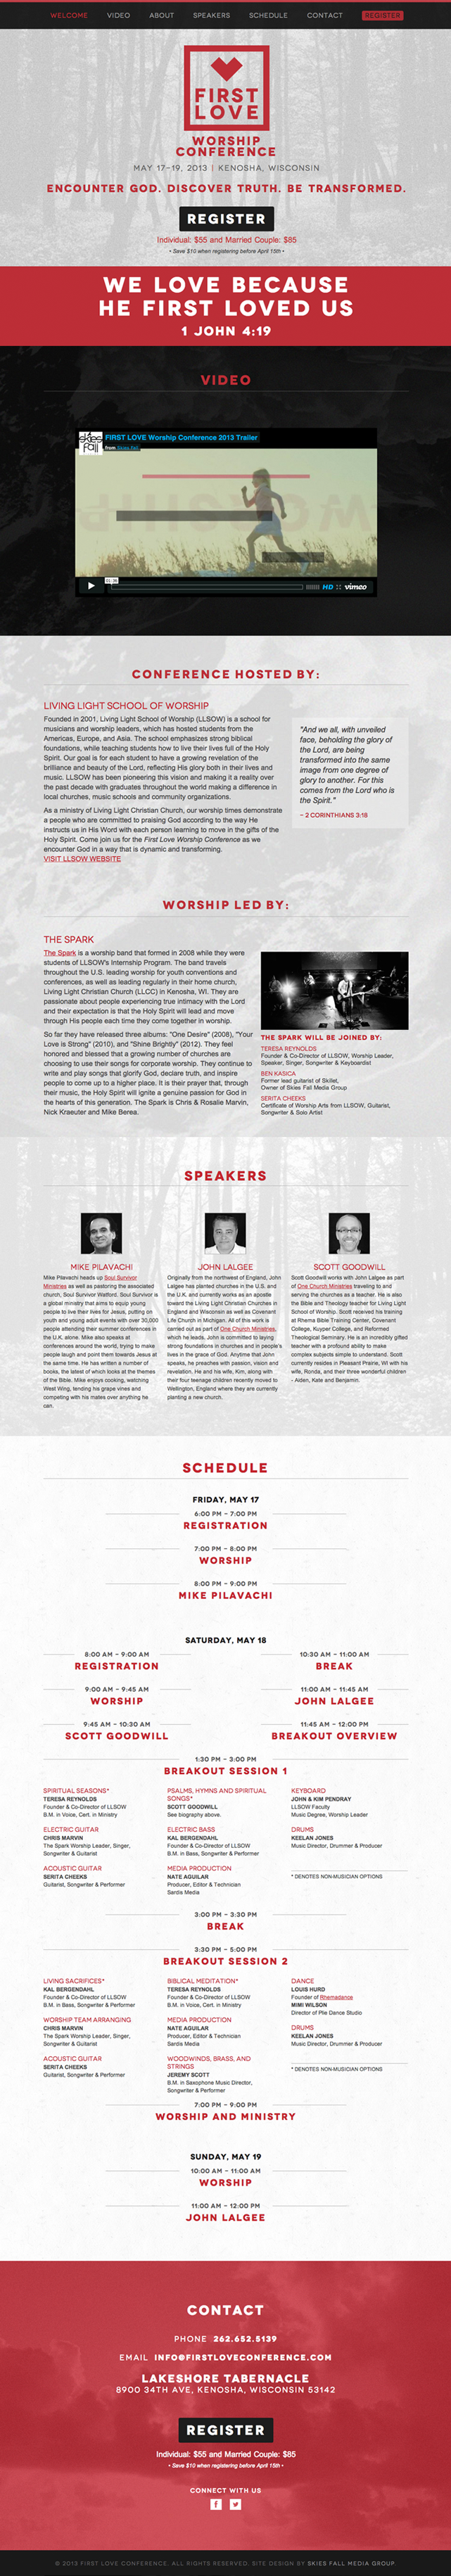 WELCOME VIDEO ABOUT SPEAKERS SCHEDULE CONTACT REGISTER
FIRST
LOVE
WORSHIP
CONFERENCE
MAY 17-19, 2013 | KENOSHA, WISCONSIN
ENCOUNTER GOD. DISCOVER TRUTH. BE TRANSFORMED.
REGISTER
Individual: $55 and Married Couple: $85
• Save $10 when registering before April 15th •
WE LOVE BECAUSE
HE FIRST LOVED US
1 JOHN 4:19
VIDEO
skies
fall
FIRST LOVE Worship Conference 2013 Trailer
from Skies Fall
HD vimeo
CONFERENCE HOSTED BY:
LIVING LIGHT SCHOOL OF WORSHIP
Founded in 2001, Living Light School of Worship (LLSOW) is a school for
musicians and worship leaders, which has hosted students from the
Americas, Europe, and Asia. The school emphasizes strong biblical
foundations, while teaching students how to live their lives full of the Holy
Spirit. Our goal is for each student to have a growing revelation of the
brilliance and beauty of the Lord, reflecting His glory both in their lives and
music. LLSOW has been pioneering this vision and making it a reality over
the past decade with graduates throughout the world making a difference in
local churches, music schools and community organizations.
As a ministry of Living Light Christian Church, our worship times demonstrate
a people who are committed to praising God according to the way He
instructs us in His Word with each person learning to move in the gifts of the
Holy Spirit. Come join us for the First Love Worship Conference as we
encounter God in a way that is dynamic and transforming.
VISIT LLSOW WEBSITE
"And we all, with unveiled
face, beholding the glory of
the Lord, are being
transformed into the same
image from one degree of
glory to another. For this
comes from the Lord who is
the Spirit."
~ 2 CORINTHIANS 3:18
WORSHIP LED BY:
THE SPARK
The Spark is a worship band that formed in 2008 while they were
students of LLSOW's Internship Program. The band travels
throughout the U.S. leading worship for youth conventions and
conferences, as well as leading regularly in their home church,
Living Light Christian Church (LLCC) in Kenosha, WI. They are
passionate about people experiencing true intimacy with the Lord
and their expectation is that the Holy Spirit will lead and move
through His people each time they come together in worship.
So far they have released three albums: "One Desire" (2008), "Your
Love is Strong" (2010), and "Shine Brightly" (2012). They feel
honored and blessed that a growing number of churches are
choosing to use their songs for corporate worship. They continue to
write and play songs that glorify God, declare truth, and inspire
people to come up to a higher place. It is their prayer that, through
their music, the Holy Spirit will ignite a genuine passion for God in
the hearts of this generation. The Spark is Chris & Rosalie Marvin,
Nick Kraeuter and Mike Berea.
THE SPARK WILL BE JOINED BY:
TERESA REYNOLDS
Founder & Co-Director of LLSOW, Worship Leader,
Speaker, Singer, Songwriter & Keyboardist
BEN KASICA
Former lead guitarist of Skillet,
Owner of Skies Fall Media Group
SERITA CHEEKS
Certificate of Worship Arts from LLSOW, Guitarist,
Songwriter & Solo Artist
SPEAKERS
MIKE PILAVACHI
Mike Pilavachi heads up Soul Survivor
Ministries as well as pastoring the associated
church, Soul Survivor Watford. Soul Survivor is
a global ministry that aims to equip young
people to live their lives for Jesus, putting on
youth and young adult events with over 30,000
people attending their summer conferences in
the U.K. alone. Mike also speaks at
conferences around the world, trying to make
people laugh and point them towards Jesus at
the same time. He has written a number of
books, the latest of which looks at the themes
of the Bible. Mike enjoys cooking, watching
West Wing, tending his grape vines and
competing with his mates over anything he
can.
JOHN LALGEE
Originally from the northwest of England, John
Lalgee has planted churches in the U.S. and
the U.K. and currently works as an apostle
toward the Living Light Christian Churches in
England and Wisconsin as well as Covenant
Life Church in Michigan. All of this work is
carried out as part of One Church Ministries,
which he leads, John is committed to laying
strong foundations in churches and in people's
lives in the grace of God. Anytime that John
speaks, he preaches with passion, vision and
revelation. He and his wife, Kim, along with
their four teenage children recently moved to
Wellington, England where they are currently
planting a new church.
SCOTT GOODWILL
Scott Goodwill works with John Lalgee as part
of One Church Ministries traveling to and
serving the churches as a teacher. He is also
the Bible and Theology teacher for Living Light
School of Worship. Scott received his training
at Rhema Bible Training Center, Covenant
College, Kuyper College, and Reformed
Theological Seminary. He is an incredibly gifted
teacher with a profound ability to make
complex subjects simple to understand. Scott
currently resides in Pleasant Prairie, WI with his
wife, Ronda, and their three wonderful children
- Aiden, Kate and Benjamin.
SCHEDULE
FRIDAY, MAY 17
6:00 PM - 7:00 PM
REGISTRATION
7:00 PM - 8:00 PM
WORSHIP
8:00 PM - 9:00 PM
MIKE PILAVACHI
SATURDAY, MAY 18
8:00 AM - 9:00 AM
REGISTRATION
9:00 AM - 9:45 AM
WORSHIP
9:45 AM - 10:30 AM
SCOTT GOODWILL
10:30 AM - 11:00 AM
BREAK
11:00 AM - 11:45 AM
JOHN LALGEE
11:45 AM - 12:00 PM
BREAKOUT OVERVIEW
1:30 PM - 3:00 PM
BREAKOUT SESSION 1
SPIRITUAL SEASONS*
TERESA REYNOLDS
Founder & Co-Director of LLSOW
B.M. in Voice, Cert. in Ministry
ELECTRIC GUITAR
CHRIS MARVIN
The Spark Worship Leader, Singer,
Songwriter & Guitarist
ACOUSTIC GUITAR
SERITA CHEEKS
Guitarist, Songwriter & Performer
PSALMS, HYMNS AND SPIRITUAL
SONGS*
SCOTT GOODWILL
See biography above.
ELECTRIC BASS
KAL BERGENDAHL
Founder & Co-Director of LLSOW
B.M. in Bass, Songwriter & Performer
MEDIA PRODUCTION
NATE AGUILAR
Producer, Editor & Technician
Sardis Media
KEYBOARD
JOHN & KIM PENDRAY
LLSOW Faculty
Music Degree, Worship Leader
DRUMS
KEELAN JONES
Music Director, Drummer & Producer
* DENOTES NON-MUSICIAN OPTIONS
3:00 PM - 3:30 PM
BREAK
3:30 PM - 5:00 PM
BREAKOUT SESSION 2
LIVING SACRIFICES*
KAL BERGENDAHL
Founder & Co-Director of LLSOW
B.M. in Bass, Songwriter & Performer
WORSHIP TEAM ARRANGING
CHRIS MARVIN
The Spark Worship Leader, Singer,
Songwriter & Guitarist
ACOUSTIC GUITAR
SERITA CHEEKS
Guitarist, Songwriter & Performer
BIBLICAL MEDITATION*
TERESA REYNOLDS
Founder & Co-Director of LLSOW
B.M. in Voice, Cert. in Ministry
MEDIA PRODUCTION
NATE AGUILAR
Producer, Editor & Technician
Sardis Media
WOODWINDS, BRASS, AND
STRINGS
JEREMY SCOTT
B.M. in Saxophone Music Director,
Songwriter & Performer
DANCE
LOUIS HURD
Founder of Rhemadance
MIMI WILSON
Director of Pie Dance Studio
DRUMS
KEELAN JONES
Music Director, Drummer & Producer
* DENOTES NON-MUSICIAN OPTIONS
7:00 PM - 9:00 PM
WORSHIP AND MINISTRY
SUNDAY, MAY 19
10:00 AM - 11:00 AM
WORSHIP
11:00 AM - 12:00 PM
JOHN LALGEE
CONTACT
PHONE 262.652.5139
EMAIL INFO@FIRSTLOVECONFERENCE.COM
LAKESHORE TABERNACLE
8900 34TH AVE, KENOSHA, WISCONSIN 53142
REGISTER
Individual: $55 and Married Couple: $85
• Save $10 when registering before April 15th •
CONNECT WITH US
© 2013 FIRST LOVE CONFERENCE. ALL RIGHTS RESERVED. SITE DESIGN BY SKIES FALL MEDIA GROUP.